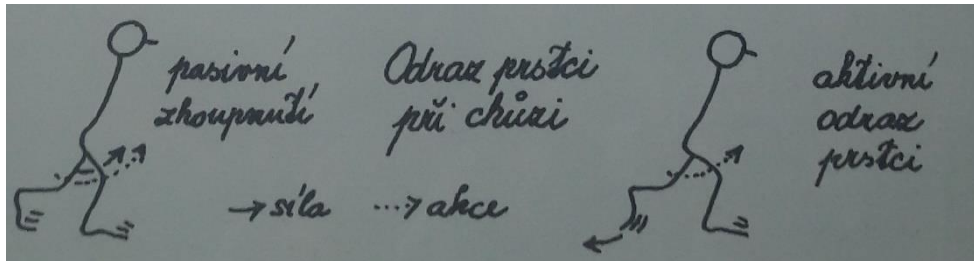 pasivní
zhoupnutí
Odraz prstci
při chůzi
aktivní
odraz
prstci
→ síla
⋯→ akce